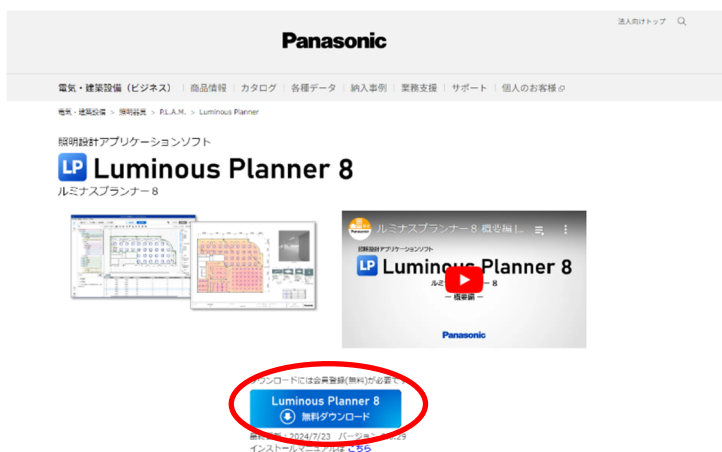 法人向けトップ
Panasonic
電気・建築設備（ビジネス） 商品情報 カタログ 各種データ 納入事例 業務支援 サポート 個人のお客様
電気・建築設備 > 照明器具 > P.L.A.M. > Luminous Planner
照明設計アプリケーションソフト
LP Luminous Planner 8
ルミナスプランナー８
Panasonic ルミナスプランナー８ 概要編
照明設計アプリケーションソフト
LP Luminous Planner 8
ー 8
－ 概要編 －
Panasonic
ダウンロードには会員登録(無料)が必要です
Luminous Planner 8
無料ダウンロード
最終更新：2024/7/23 バージョン
インストールマニュアルは こちら